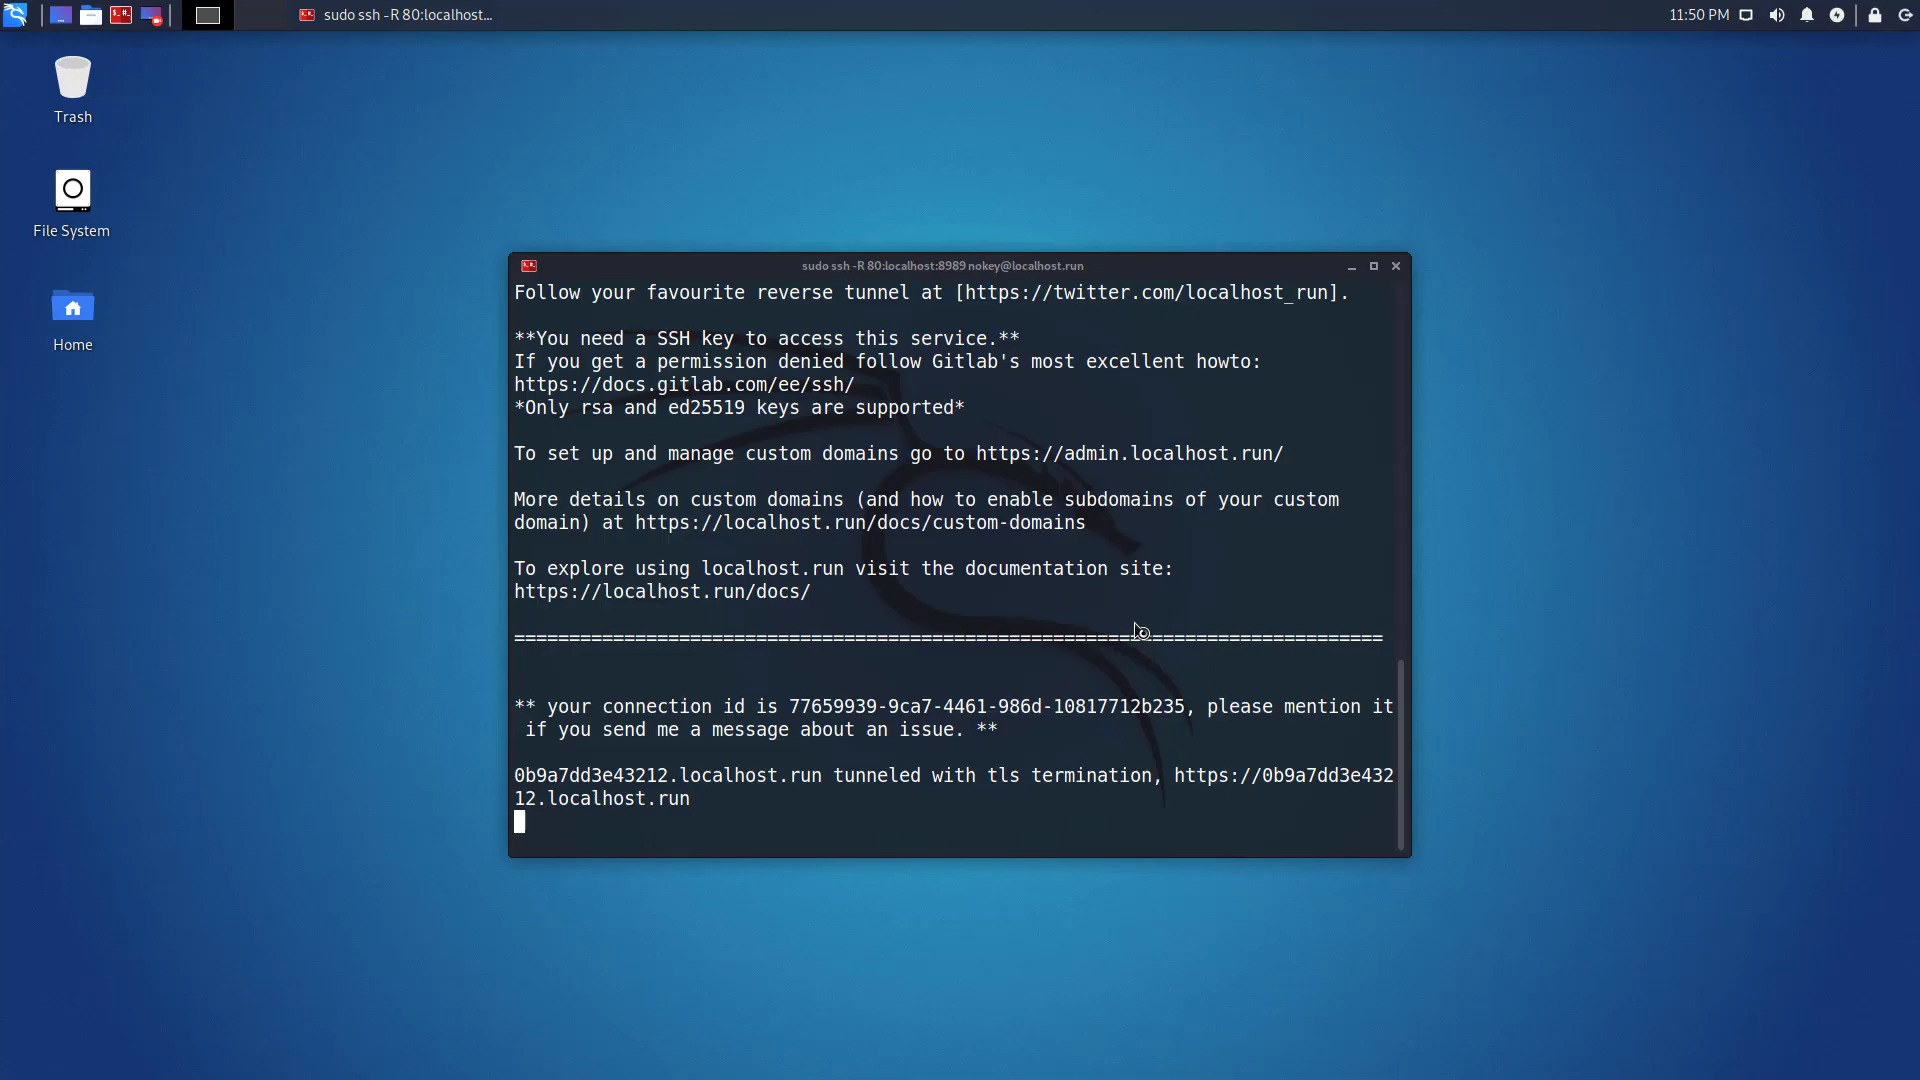 sudo ssh -R 80:localhost...
11:50 PM
Trash
File System
Home
sudo ssh -R 80:localhost:8989 nokey@localhost.run
Follow your favourite reverse tunnel at [https://twitter.com/localhost_run].
**You need a SSH key to access this service.**
If you get a permission denied follow Gitlab's most excellent howto:
https://docs.gitlab.com/ee/ssh/
*Only rsa and ed25519 keys are supported*
To set up and manage custom domains go to https://admin.localhost.run/
More details on custom domains (and how to enable subdomains of your custom
domain) at https://localhost.run/docs/custom-domains
To explore using localhost.run visit the documentation site:
https://localhost.run/docs/
===============================================================================
** your connection id is 77659939-9ca7-4461-986d-10817712b235, please mention it
if you send me a message about an issue. **
0b9a7dd3e43212.localhost.run tunneled with tls termination, https://0b9a7dd3e432
12.localhost.run